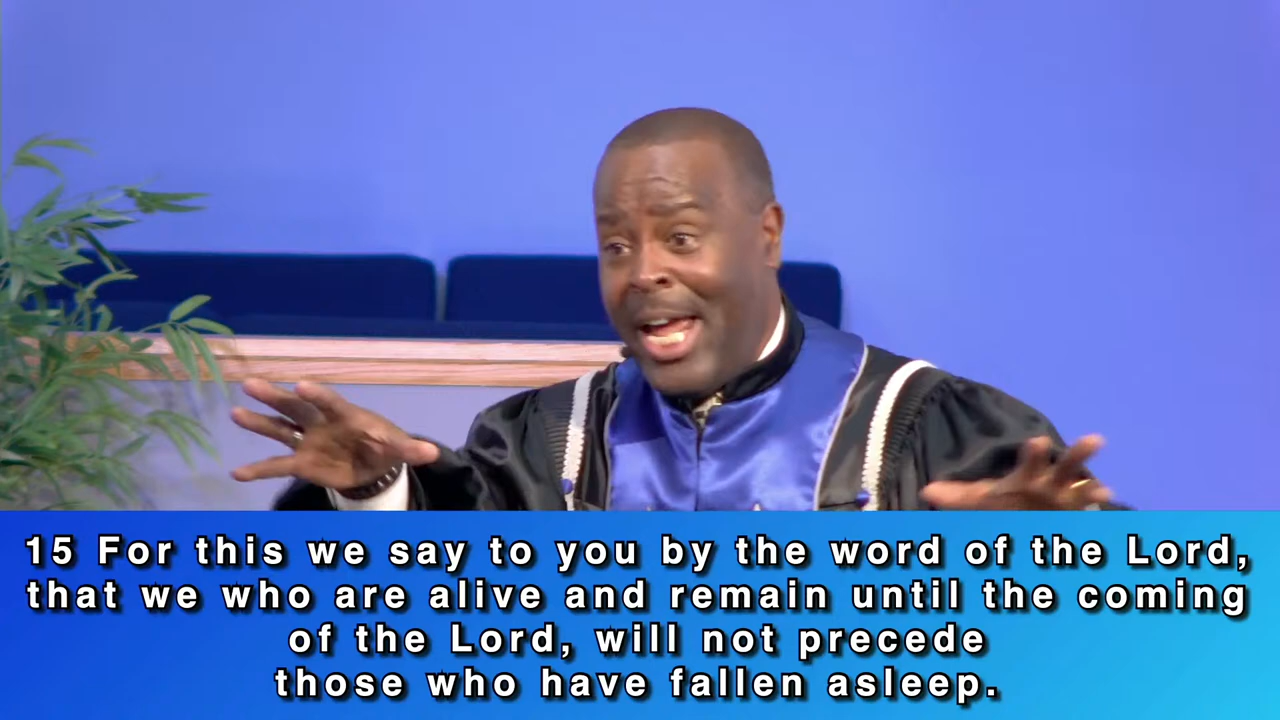 15 For this we say to you by the word of the Lord,
that we who are alive and remain until the coming
of the Lord, will not precede
those who have fallen asleep.